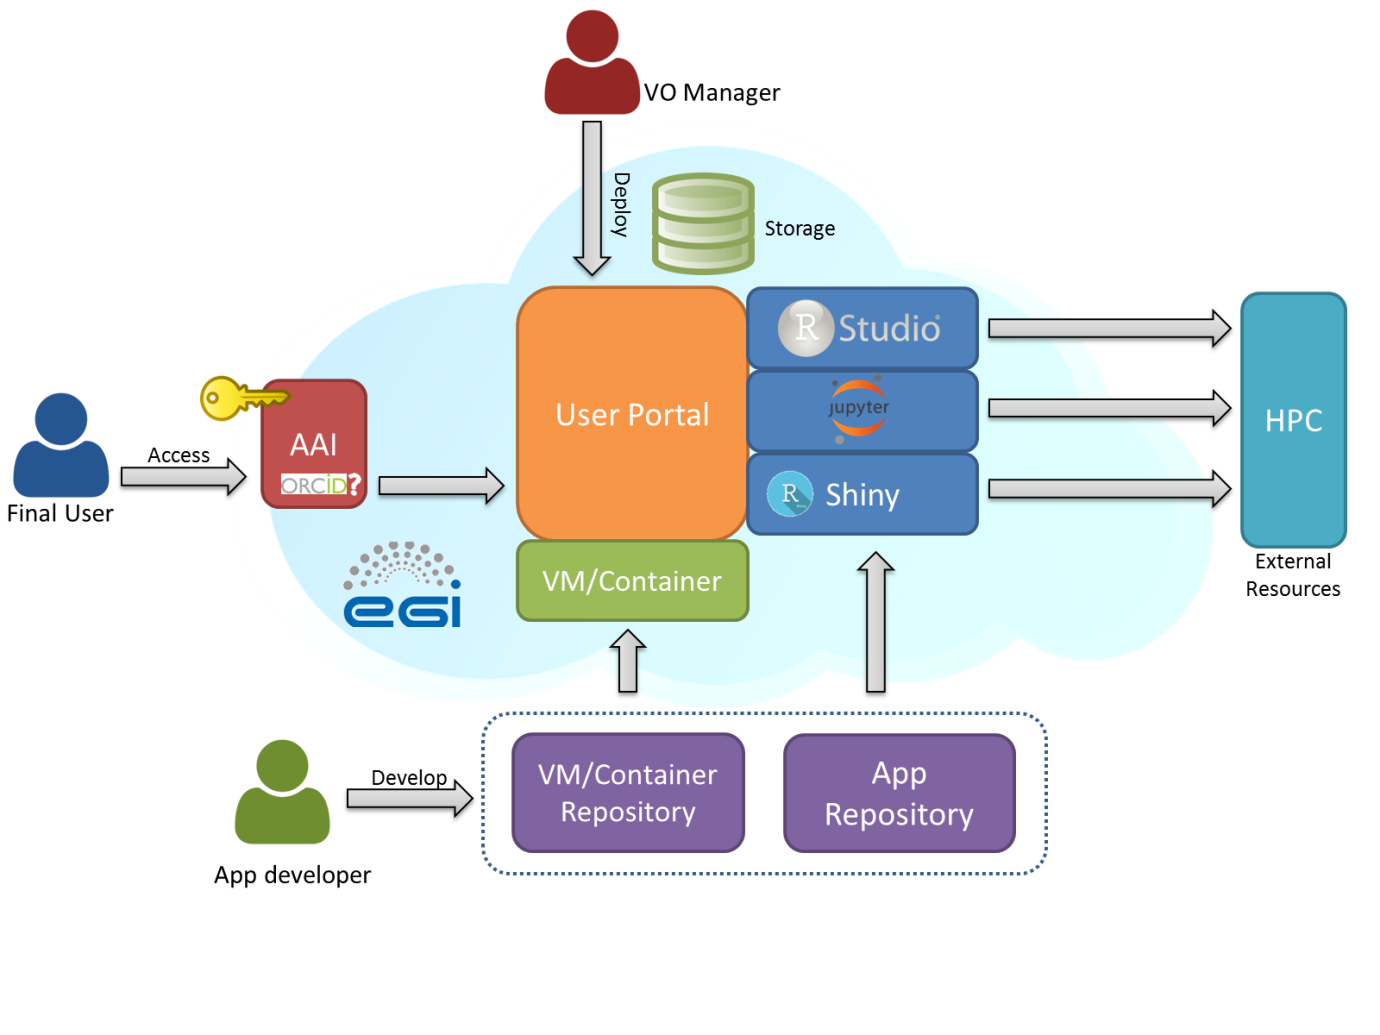 VO Manager
Deploy
Storage
R Studio
User Portal
jupyter
HPC
AAI
ORCiD?
Access
Final User
R Shiny
External
Resources
VM/Container
egi
VM/Container
Repository
App
Repository
Develop
App developer